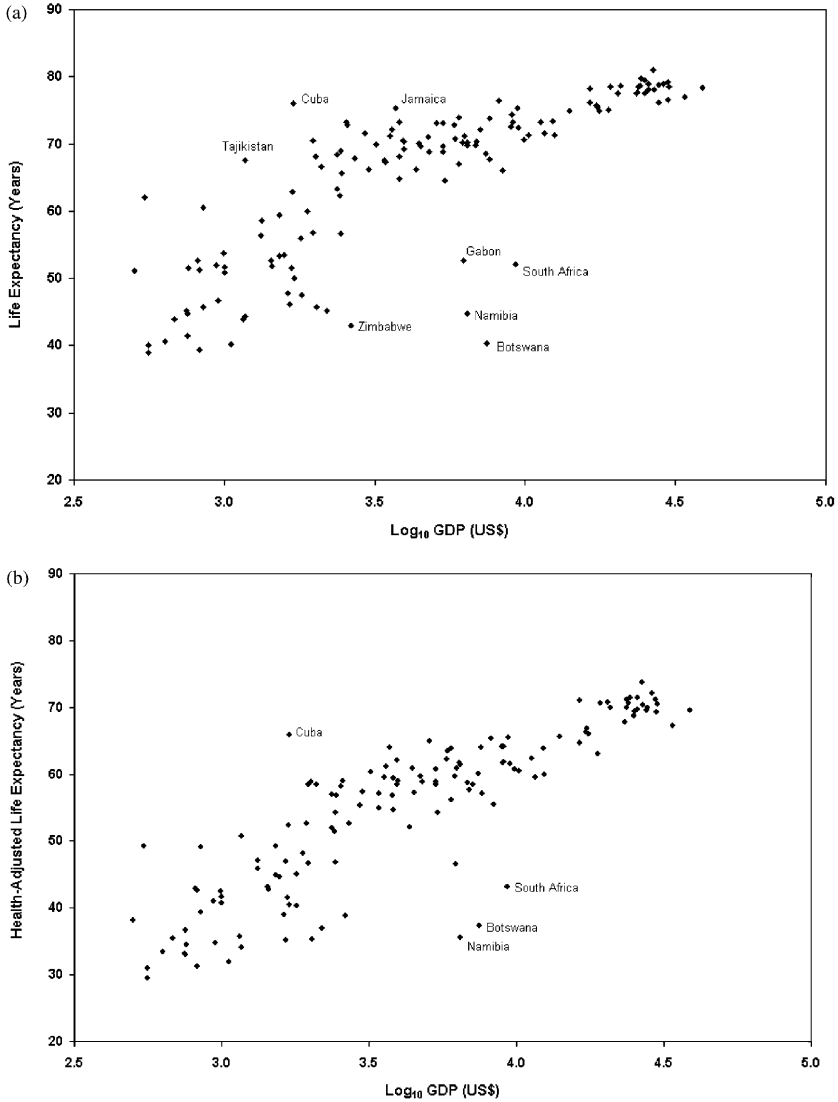 (a)
90
80
70
60
50
40
30
20
Life Expectancy (Years)
Cuba
Jamaica
Tajikistan
Gabon
South Africa
Namibia
Zimbabwe
Botswana
2.5 3.0 3.5 4.0 4.5 5.0
Log₁₀ GDP (US$)
(b)
90
80
70
60
50
40
30
20
Health-Adjusted Life Expectancy (Years)
Cuba
South Africa
Botswana
Namibia
2.5 3.0 3.5 4.0 4.5 5.0
Log₁₀ GDP (US$)